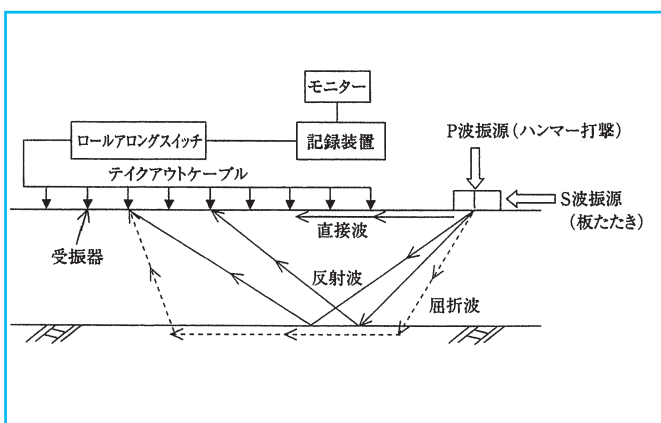 モニター
ロールアロングスイッチ
記録装置
P波振源(ハンマー打撃)
テイクアウトケーブル
S波振源
(板たたき)
直接波
受振器
反射波
屈折波